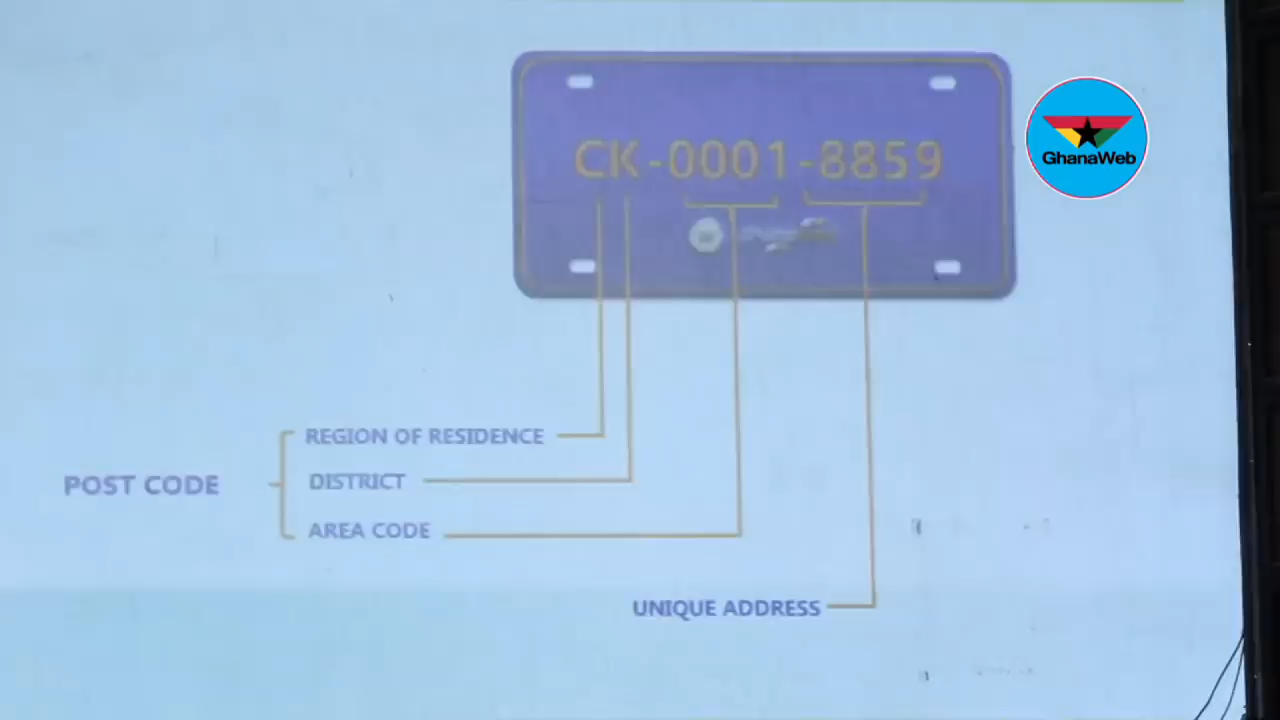 CK-0001-8859
GhanaWeb
REGION OF RESIDENCE
POST CODE
DISTRICT
AREA CODE
UNIQUE ADDRESS